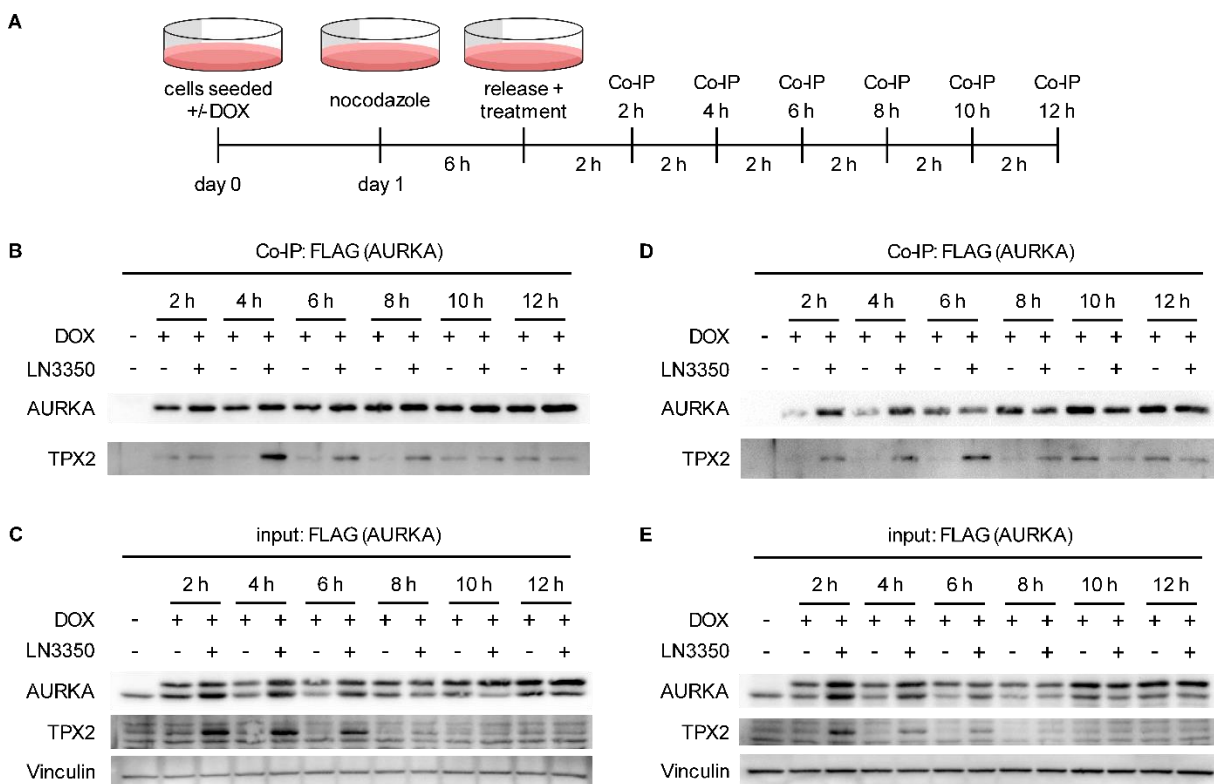 A
cells seeded
+/-DOX
nocodazole
release +
treatment
Co-IP
2 h
Co-IP
4 h
Co-IP
6 h
Co-IP
8 h
Co-IP
10 h
Co-IP
12 h
6 h
2 h
2 h
2 h
2 h
2 h
2 h
day 0
day 1
B
Co-IP: FLAG (AURKA)
2 h 4 h 6 h 8 h 10 h 12 h
DOX - + + + + + + + + + + + +
LN3350 - - + - + - + - + - + - +
AURKA
TPX2
C
input: FLAG (AURKA)
2 h 4 h 6 h 8 h 10 h 12 h
DOX - + + + + + + + + + + + +
LN3350 - - + - + - + - + - + - +
AURKA
TPX2
Vinculin
D
Co-IP: FLAG (AURKA)
2 h 4 h 6 h 8 h 10 h 12 h
DOX - + + + + + + + + + + + +
LN3350 - - + - + - + - + - + - +
AURKA
TPX2
E
input: FLAG (AURKA)
2 h 4 h 6 h 8 h 10 h 12 h
DOX - + + + + + + + + + + + +
LN3350 - - + - + - + - + - + - +
AURKA
TPX2
Vinculin